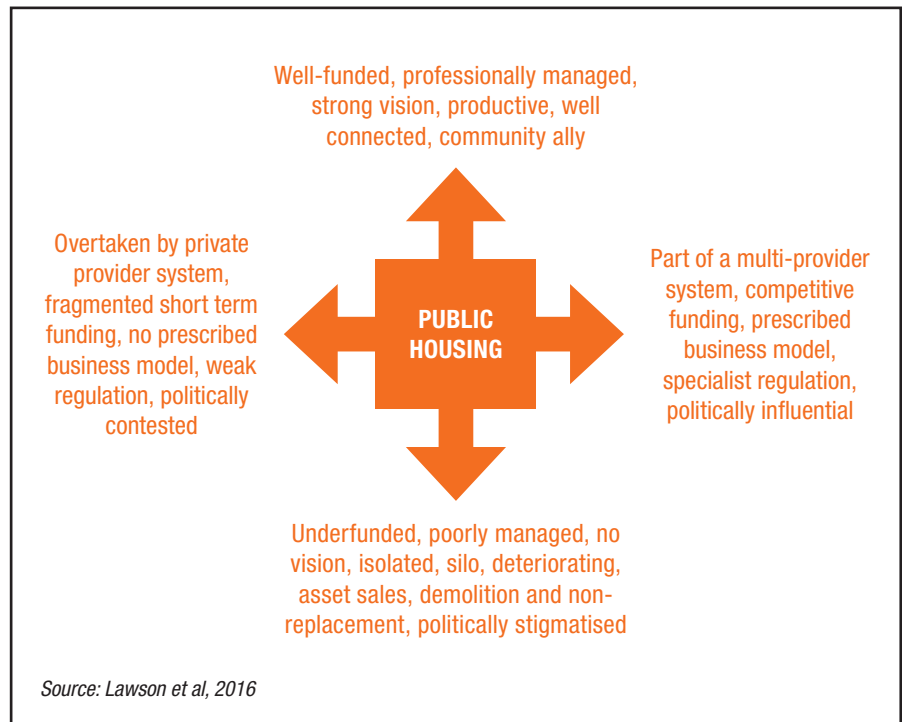 Well-funded, professionally managed,
strong vision, productive, well
connected, community ally
Overtaken by private
provider system,
fragmented short term
funding, no prescribed
business model, weak
regulation, politically
contested
PUBLIC
HOUSING
Part of a multi-provider
system, competitive
funding, prescribed
business model,
specialist regulation,
politically influential
Underfunded, poorly managed, no
vision, isolated, silo, deteriorating,
asset sales, demolition and non-
replacement, politically stigmatised
Source: Lawson et al, 2016